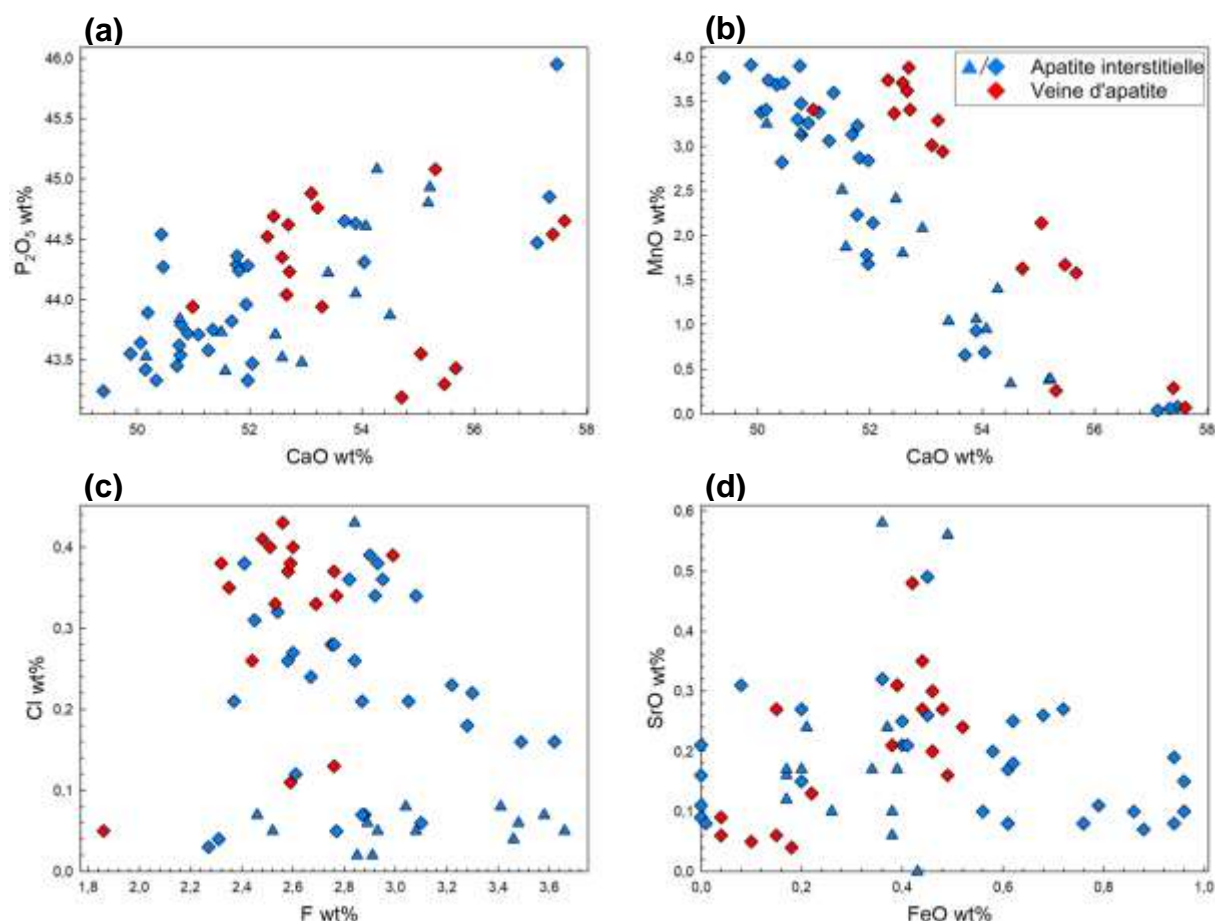 (a)
46,0
45,5
45,0
44,5
44,0
43,5
P₂O₅ wt%
50 52 54 56 58
CaO wt%
(b)
4,0
3,5
3,0
2,5
2,0
1,5
1,0
0,5
0,0
MnO wt%
/ Apatite interstitielle
Veine d'apatite
50 52 54 56 58
CaO wt%
(c)
0,4
0,3
0,2
0,1
0,0
Cl wt%
1,8 2,0 2,2 2,4 2,6 2,8 3,0 3,2 3,4 3,6
F wt%
(d)
0,6
0,5
0,4
0,3
0,2
0,1
0,0
SrO wt%
0,0 0,2 0,4 0,6 0,8 1,0
FeO wt%